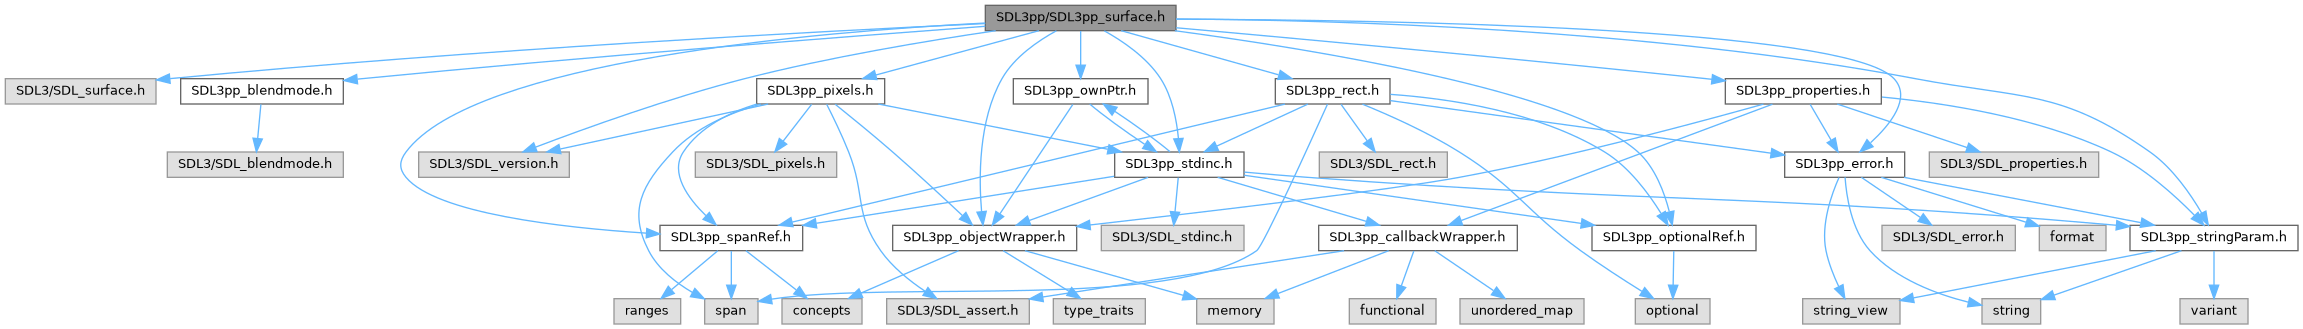 SDL3pp/SDL3pp_surface.h
SDL3/SDL_surface.h
SDL3pp_blendmode.h
SDL3pp_pixels.h
SDL3pp_ownPtr.h
SDL3pp_rect.h
SDL3pp_properties.h
SDL3/SDL_blendmode.h
SDL3/SDL_version.h
SDL3/SDL_pixels.h
SDL3pp_stdinc.h
SDL3/SDL_rect.h
SDL3pp_error.h
SDL3/SDL_properties.h
SDL3pp_spanRef.h
SDL3pp_objectWrapper.h
SDL3/SDL_stdinc.h
SDL3pp_callbackWrapper.h
SDL3pp_optionalRef.h
SDL3/SDL_error.h
format
SDL3pp_stringParam.h
ranges
span
concepts
SDL3/SDL_assert.h
type_traits
memory
functional
unordered_map
optional
string_view
string
variant